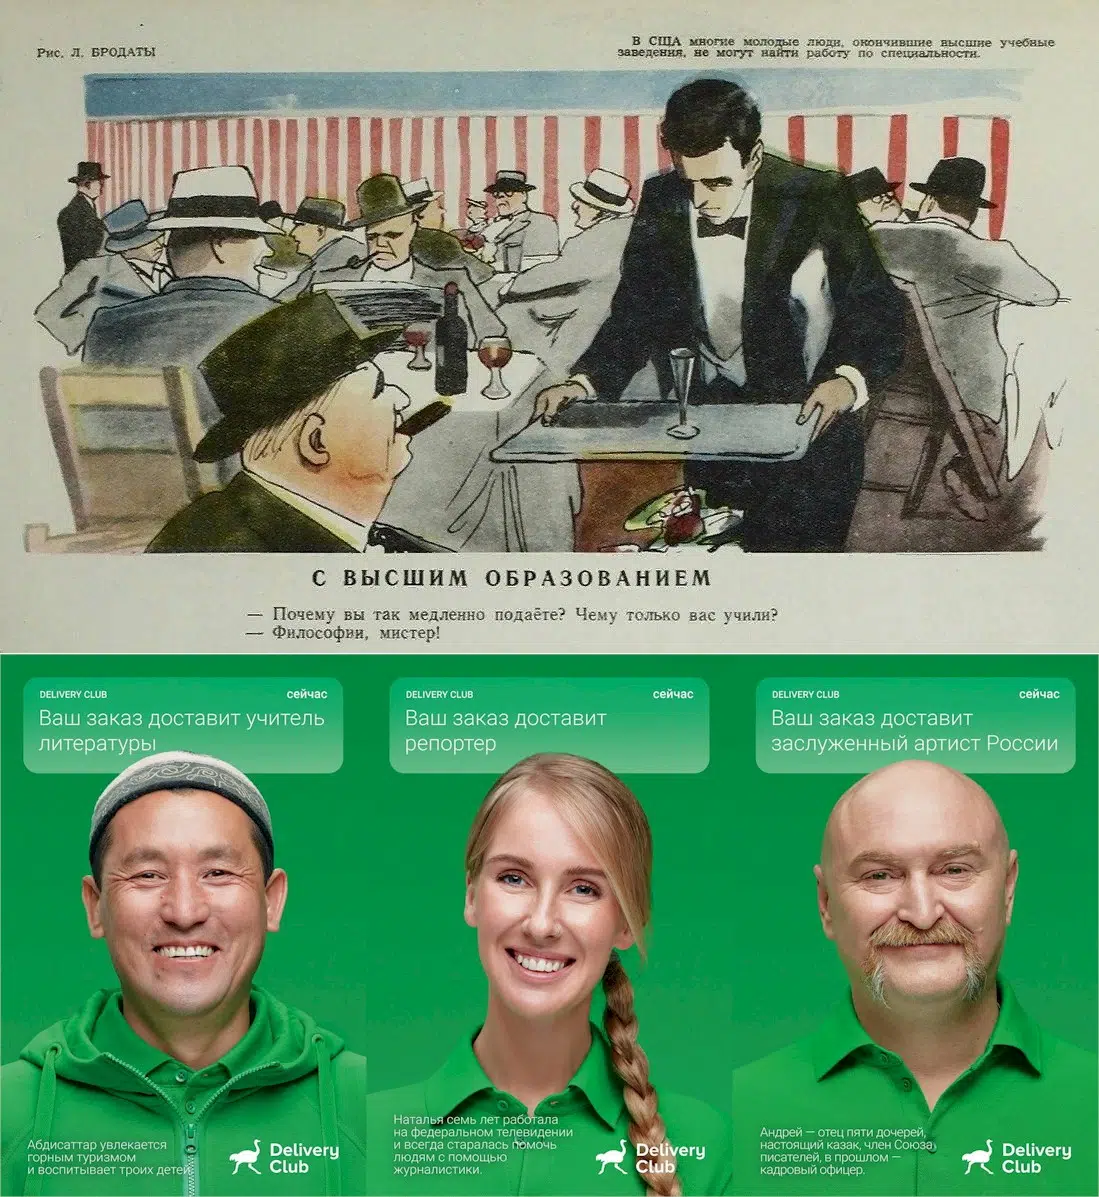 Рис. Л. БРОДАТЫ
В США многие молодые люди, окончившие высшие учебные
заведения, не могут найти работу по специальности.
С ВЫСШИМ ОБРАЗОВАНИЕМ
— Почему вы так медленно подаёте? Чему только вас учили?
— Философии, мистер!
DELIVERY CLUB
сейчас
Ваш заказ доставит учитель
литературы
Абдисаттар увлекается
горным туризмом
и воспитывает троих детей.
Delivery
Club
DELIVERY CLUB
сейчас
Ваш заказ доставит
репортер
Наталья семь лет работала
на федеральном телевидении
и всегда старалась помочь
людям с помощью
журналистики.
Delivery
Club
DELIVERY CLUB
сейчас
Ваш заказ доставит
заслуженный артист России
Андрей — отец пяти дочерей,
настоящий казак, член Союза
писателей, в прошлом —
кадровый офицер.
Delivery
Club